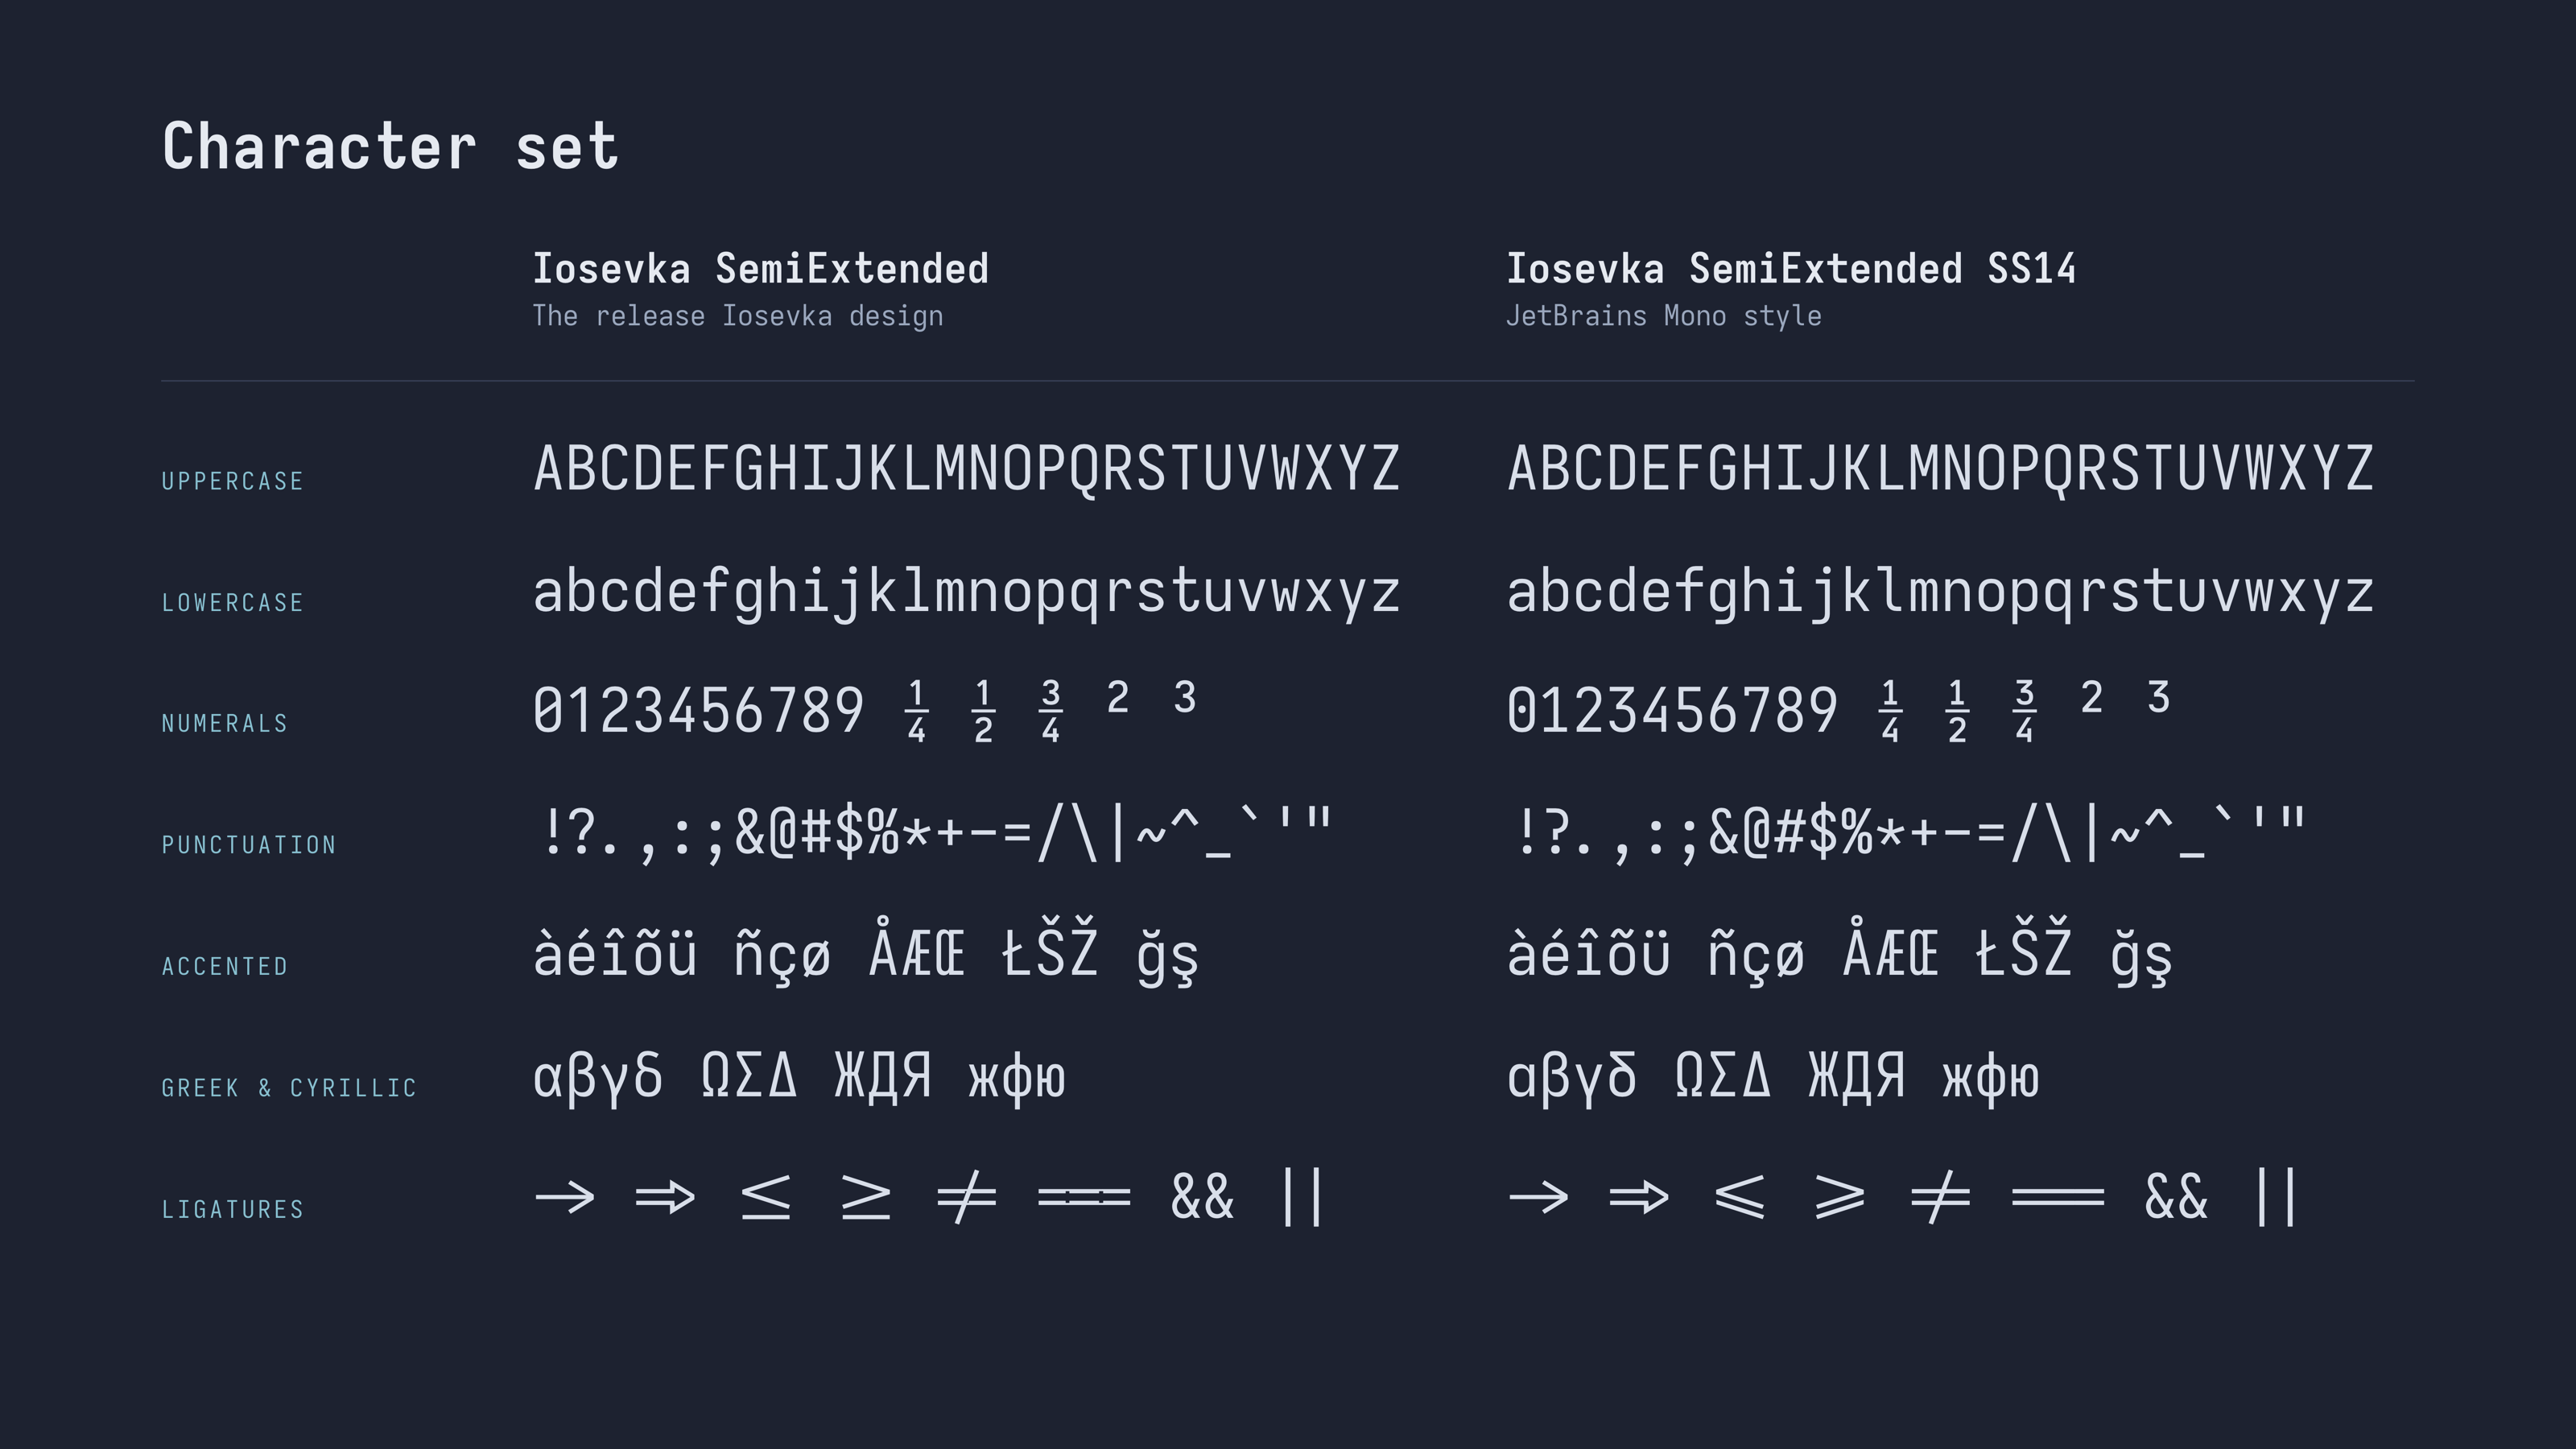 Character set
Iosevka SemiExtended
The release Iosevka design
Iosevka SemiExtended SS14
JetBrains Mono style
UPPERCASE ABCDEFGHIJKLMNOPQRSTUVWXYZ ABCDEFGHIJKLMNOPQRSTUVWXYZ
LOWERCASE abcdefghijklmnopqrstuvwxyz abcdefghijklmnopqrstuvwxyz
NUMERALS 0123456789 ¼ ½ ¾ ² ³ 0123456789 ¼ ½ ¾ ² ³
PUNCTUATION !?.,:;&@#$%*+-=/\|~^_`'" !?.,:;&@#$%*+-=/\|~^_`'"
ACCENTED àéîõü ñçø ÅÆŒ ŁŠŽ ğş àéîõü ñçø ÅÆŒ ŁŠŽ ğş
GREEK & CYRILLIC αβγδ ΩΣΔ ЖДЯ жфю αβγδ ΩΣΔ ЖДЯ жфю
LIGATURES -> => <= >= != === && || -> => <= >= != === && ||